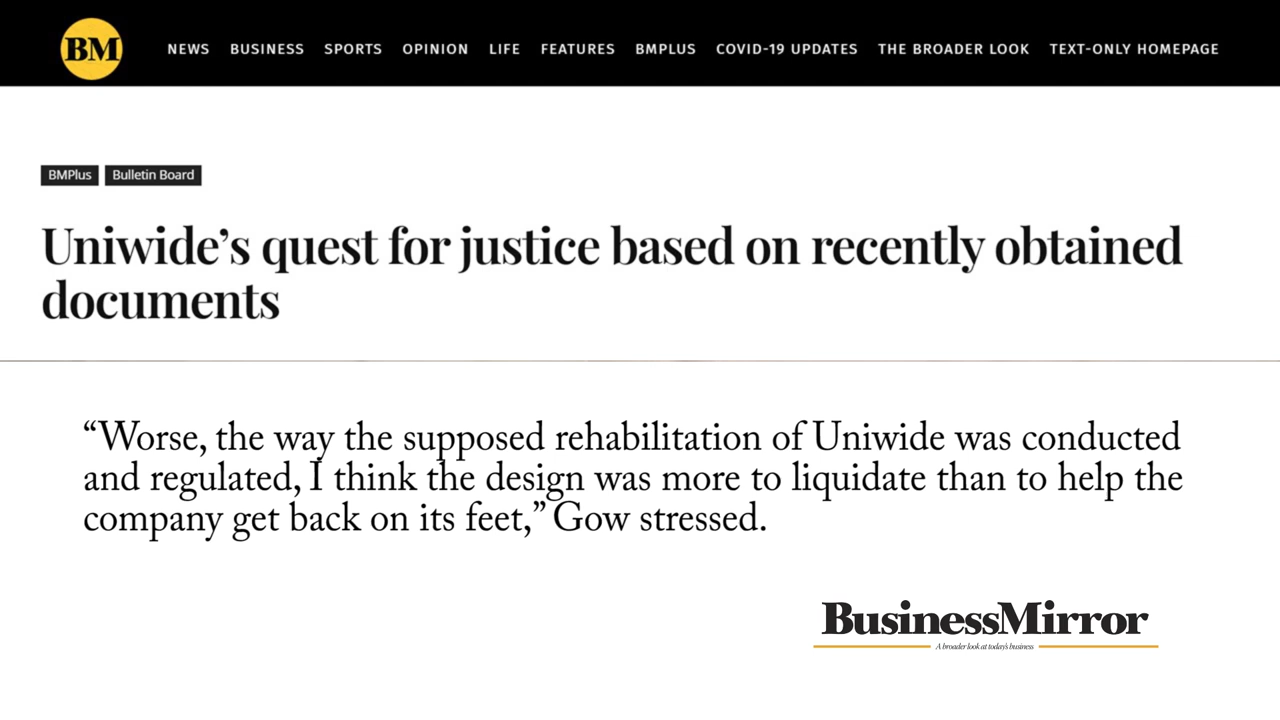 BM NEWS BUSINESS SPORTS OPINION LIFE FEATURES BMPLUS COVID-19 UPDATES THE BROADER LOOK TEXT-ONLY HOMEPAGE
BMPlus Bulletin Board
Uniwide’s quest for justice based on recently obtained
documents
“Worse, the way the supposed rehabilitation of Uniwide was conducted
and regulated, I think the design was more to liquidate than to help the
company get back on its feet,” Gow stressed.
BusinessMirror
A broader look at today's business